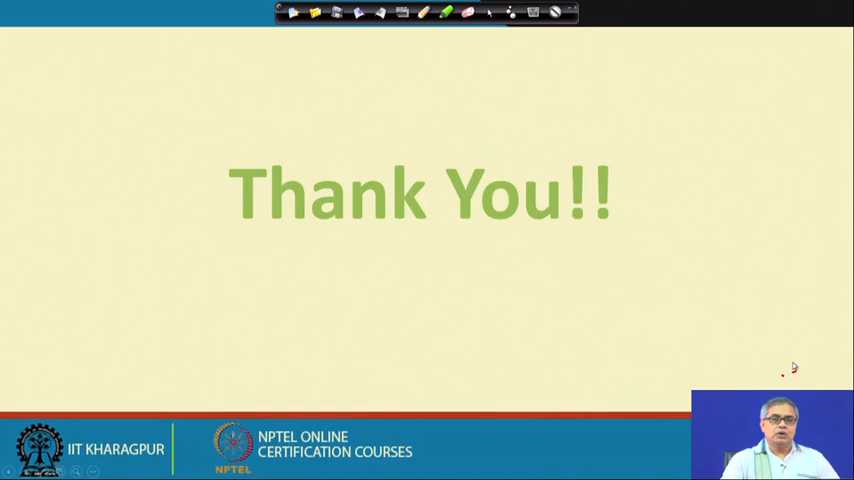 Thank You!!
IIT KHARAGPUR
NPTEL
NPTEL ONLINE
CERTIFICATION COURSES